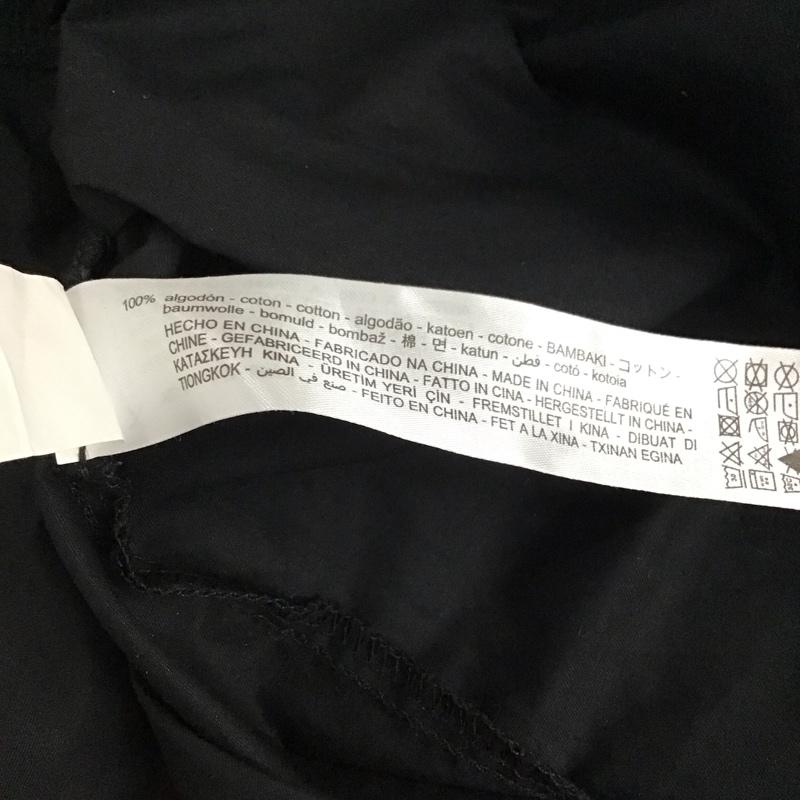 100% algodón - coton - cotton - algodão - katoen - cotone - BAMBAKI - コットン -
baumwolle - bomuld - bombaž - 棉 - 면 - katun - قطن - cotó - kotoia
HECHO EN CHINA - FABRICADO NA CHINA - MADE IN CHINA - FABRIQUÉ EN
CHINE - GEFABRICEERD IN CHINA - FATTO IN CINA - HERGESTELLT IN CHINA -
ΚΑΤΑΣΚΕΥΗ ΚΙΝΑ - ÜRETİM YERİ ÇİN - FREMSTILLET I KINA - DIBUAT DI
TIONGKOK - صنع في الصين - FEITO EN CHINA - FET A LA XINA - TXINAN EGINA